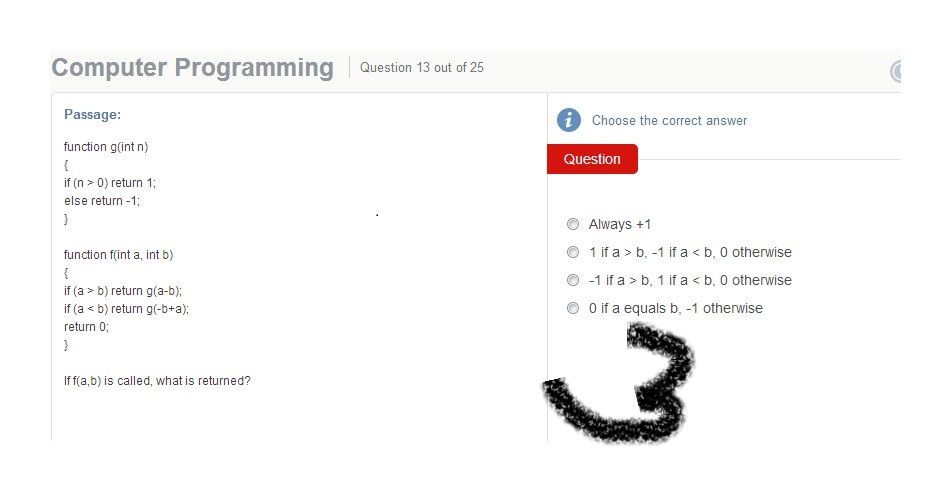 Computer Programming
Question 13 out of 25
Passage:
function g(int n)
{
if (n > 0) return 1;
else return -1;
}
function f(int a, int b)
{
if (a > b) return g(a-b);
if (a < b) return g(-b+a);
return 0;
}
If f(a,b) is called, what is returned?
i
Choose the correct answer
Question
Always +1
1 if a > b, -1 if a < b, 0 otherwise
-1 if a > b, 1 if a < b, 0 otherwise
0 if a equals b, -1 otherwise
3